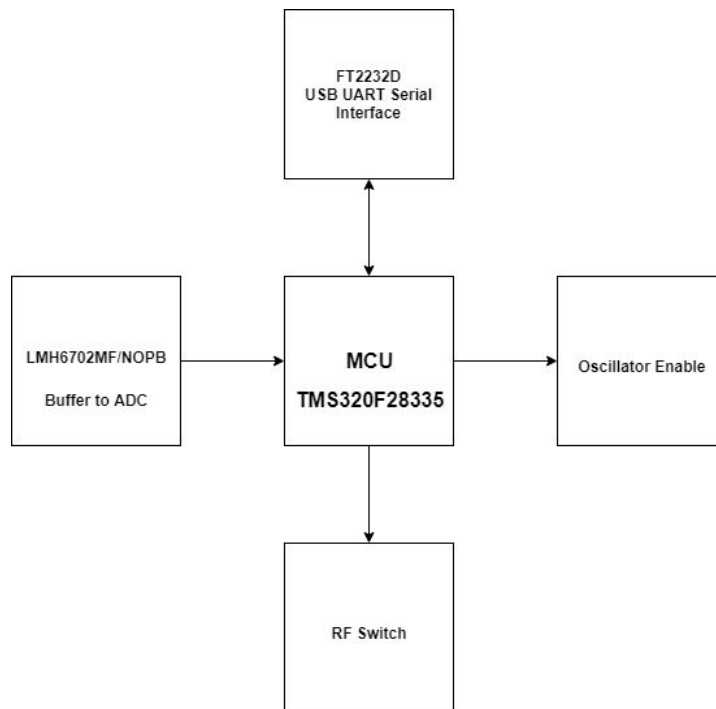 FT2232D
USB UART Serial
Interface
LMH6702MF/NOPB
Buffer to ADC
MCU
TMS320F28335
Oscillator Enable
RF Switch